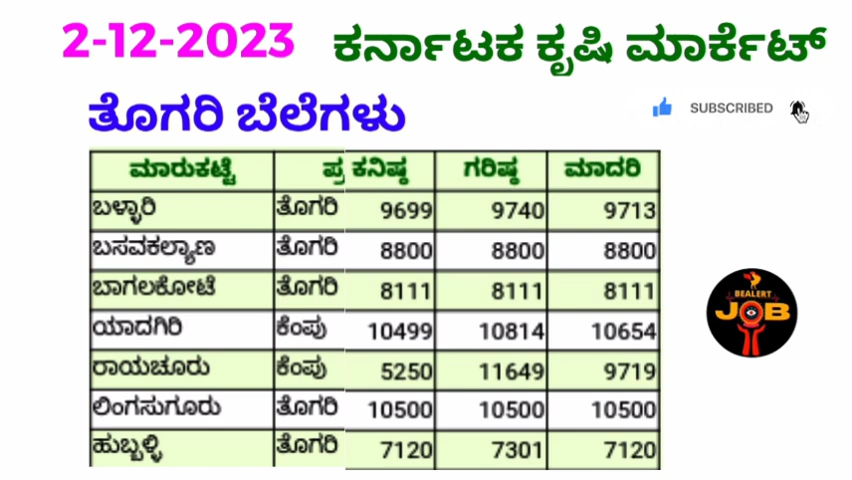 2-12-2023 ಕರ್ನಾಟಕ ಕೃಷಿ ಮಾರ್ಕೆಟ್
ತೊಗರಿ ಬೆಲೆಗಳು
SUBSCRIBED
ಮಾರುಕಟ್ಟೆ ಪ್ರ ಕನಿಷ್ಠ ಗರಿಷ್ಠ ಮಾದರಿ
ಬಳ್ಳಾರಿ ತೊಗರಿ 9699 9740 9713
ಬಸವಕಲ್ಯಾಣ ತೊಗರಿ 8800 8800 8800
ಬಾಗಲಕೋಟೆ ತೊಗರಿ 8111 8111 8111
ಯಾದಗಿರಿ ಕೆಂಪು 10499 10814 10654
ರಾಯಚೂರು ಕೆಂಪು 5250 11649 9719
ಲಿಂಗಸುಗೂರು ತೊಗರಿ 10500 10500 10500
ಹುಬ್ಬಳ್ಳಿ ತೊಗರಿ 7120 7301 7120
BEALERT
JOB